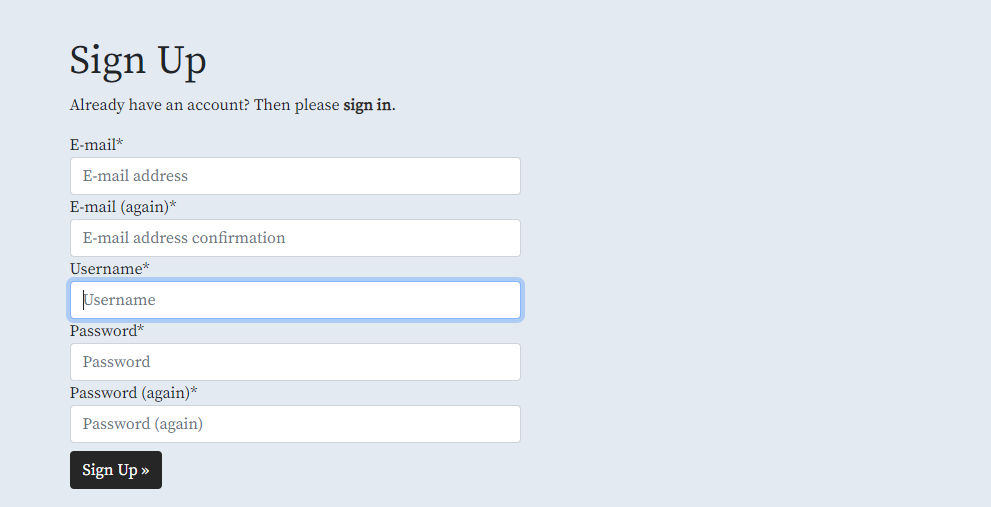 Sign Up
Already have an account? Then please sign in.
E-mail*
E-mail address
E-mail (again)*
E-mail address confirmation
Username*
Username
Password*
Password
Password (again)*
Password (again)
Sign Up »